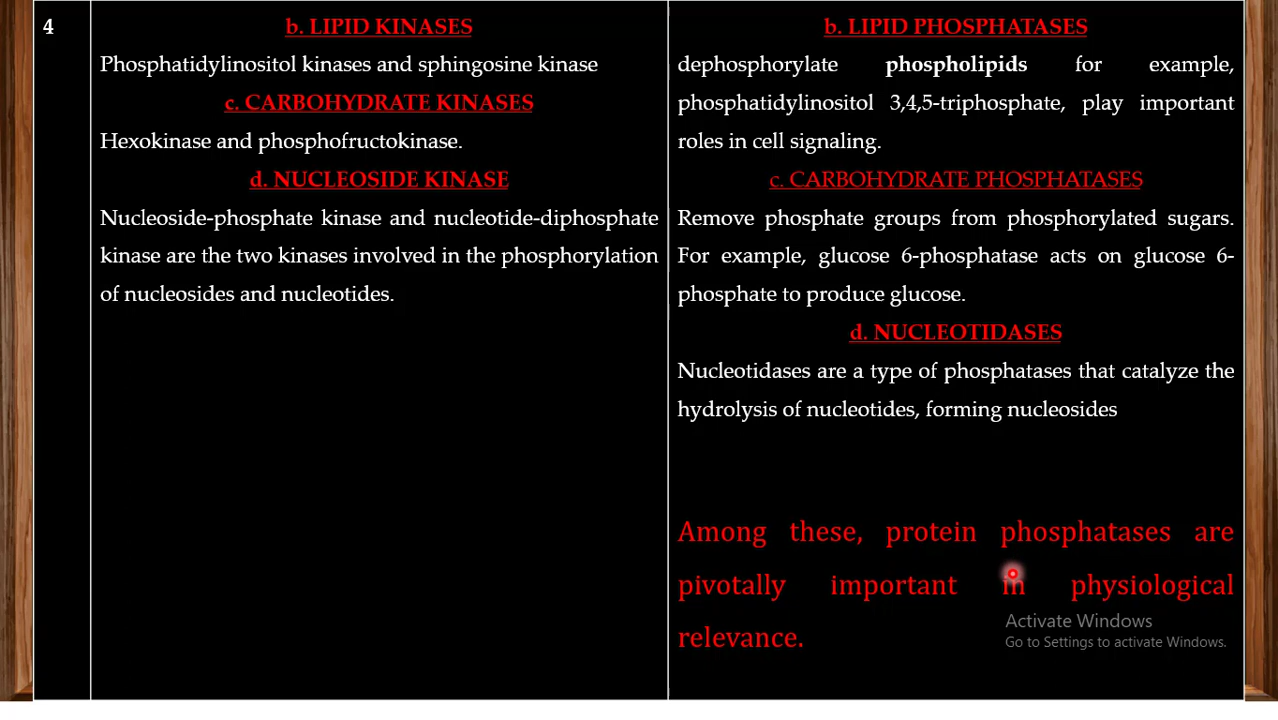 4
b. LIPID KINASES
Phosphatidylinositol kinases and sphingosine kinase
c. CARBOHYDRATE KINASES
Hexokinase and phosphofructokinase.
d. NUCLEOSIDE KINASE
Nucleoside-phosphate kinase and nucleotide-diphosphate
kinase are the two kinases involved in the phosphorylation
of nucleosides and nucleotides.
b. LIPID PHOSPHATASES
dephosphorylate phospholipids for example,
phosphatidylinositol 3,4,5-triphosphate, play important
roles in cell signaling.
c. CARBOHYDRATE PHOSPHATASES
Remove phosphate groups from phosphorylated sugars.
For example, glucose 6-phosphatase acts on glucose 6-
phosphate to produce glucose.
d. NUCLEOTIDASES
Nucleotidases are a type of phosphatases that catalyze the
hydrolysis of nucleotides, forming nucleosides
Among these, protein phosphatases are
pivotally important in physiological
relevance.
Activate Windows
Go to Settings to activate Windows.